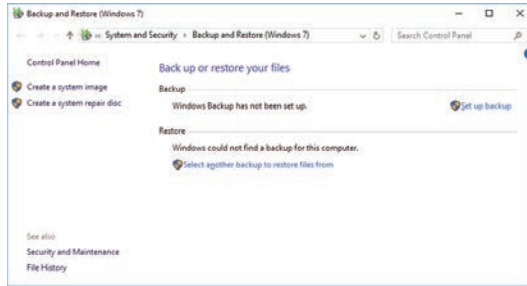 Backup and Restore (Windows 7)
System and Security › Backup and Restore (Windows 7)
Search Control Panel
Control Panel Home
Create a system image
Create a system repair disc
Back up or restore your files
Backup
Windows Backup has not been set up.
Set up backup
Restore
Windows could not find a backup for this computer.
Select another backup to restore files from
See also
Security and Maintenance
File History